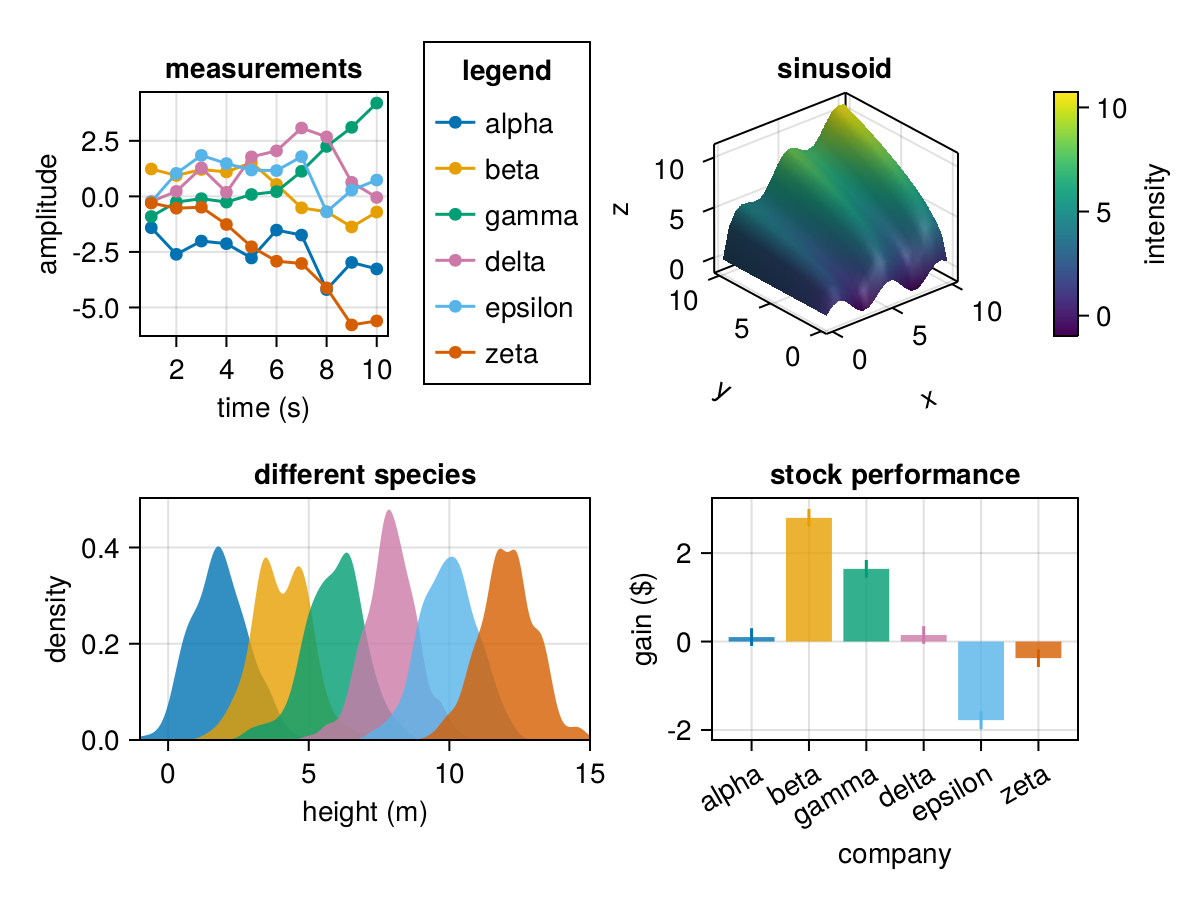 measurements
amplitude
2.5
0.0
-2.5
-5.0
2 4 6 8 10
time (s)
legend
alpha
beta
gamma
delta
epsilon
zeta
sinusoid
z
10
5
0
10
5
0
y
0
5
10
x
10
5
0
intensity
different species
density
0.4
0.2
0.0
0 5 10 15
height (m)
stock performance
gain ($)
2
0
-2
alpha beta gamma delta epsilon zeta
company